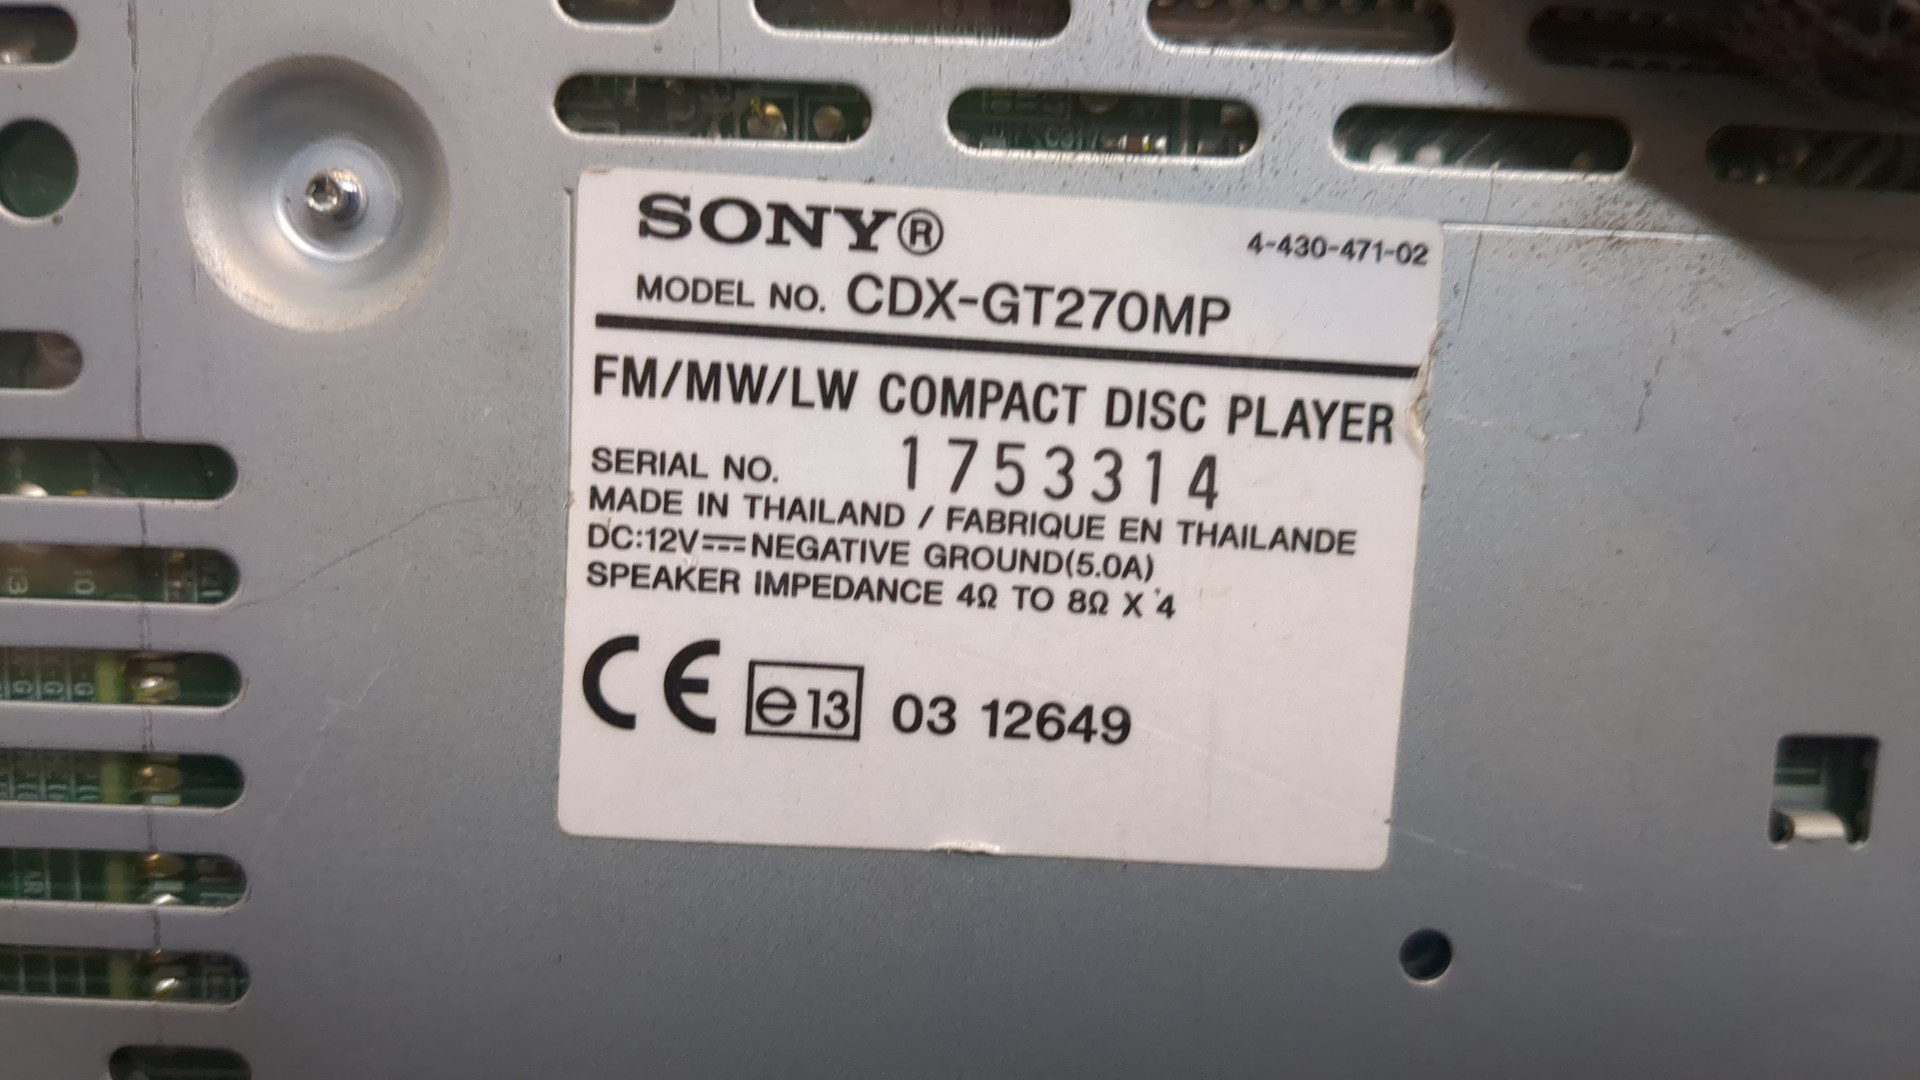 SONY®
4-430-471-02
MODEL NO. CDX-GT270MP
FM/MW/LW COMPACT DISC PLAYER
SERIAL NO. 1753314
MADE IN THAILAND / FABRIQUE EN THAILANDE
DC:12V⎓NEGATIVE GROUND(5.0A)
SPEAKER IMPEDANCE 4Ω TO 8Ω X 4
CE e13 03 12649